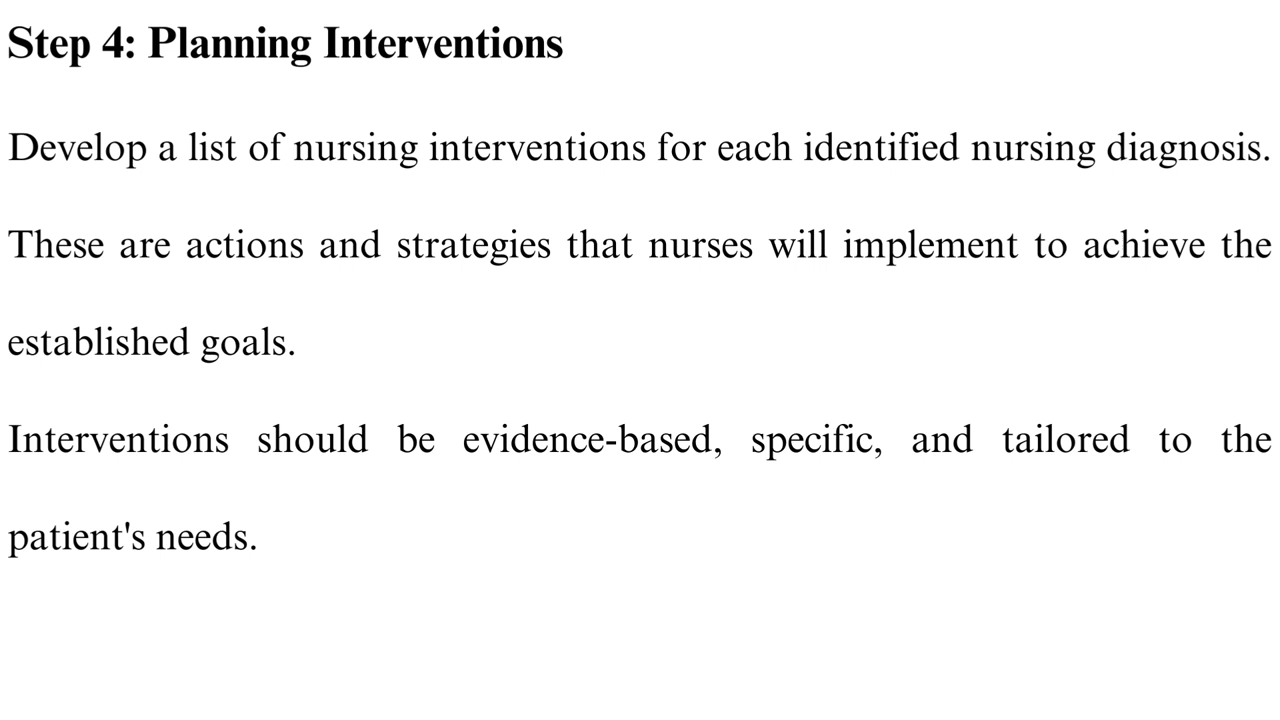 Step 4: Planning Interventions
Develop a list of nursing interventions for each identified nursing diagnosis.
These are actions and strategies that nurses will implement to achieve the
established goals.
Interventions should be evidence-based, specific, and tailored to the
patient's needs.